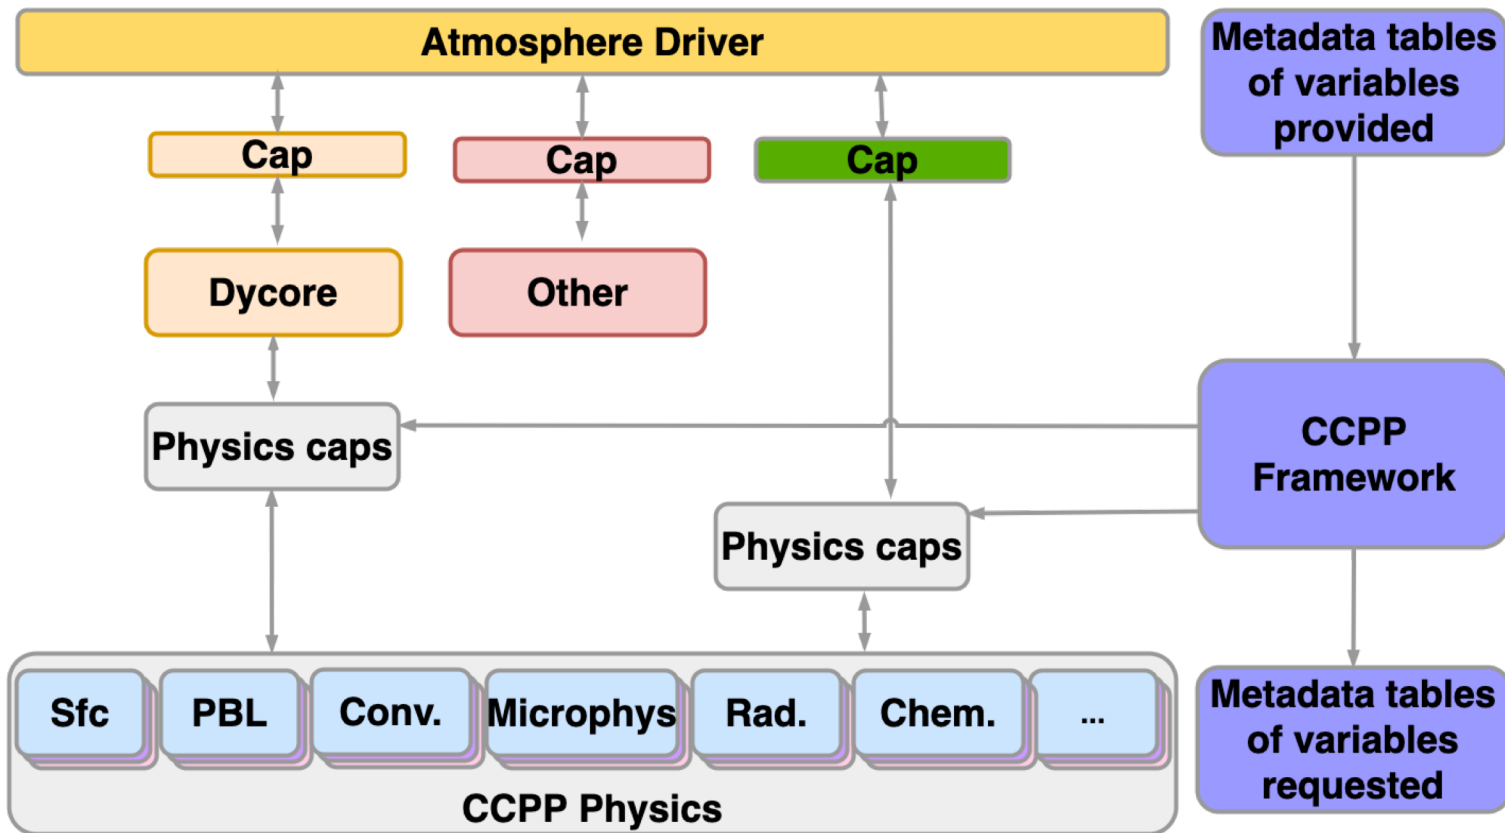 Atmosphere Driver
Metadata tables
of variables
provided
Cap
Cap
Cap
Dycore
Other
Physics caps
CCPP
Framework
Physics caps
Sfc
PBL
Conv.
Microphys
Rad.
Chem.
...
CCPP Physics
Metadata tables
of variables
requested